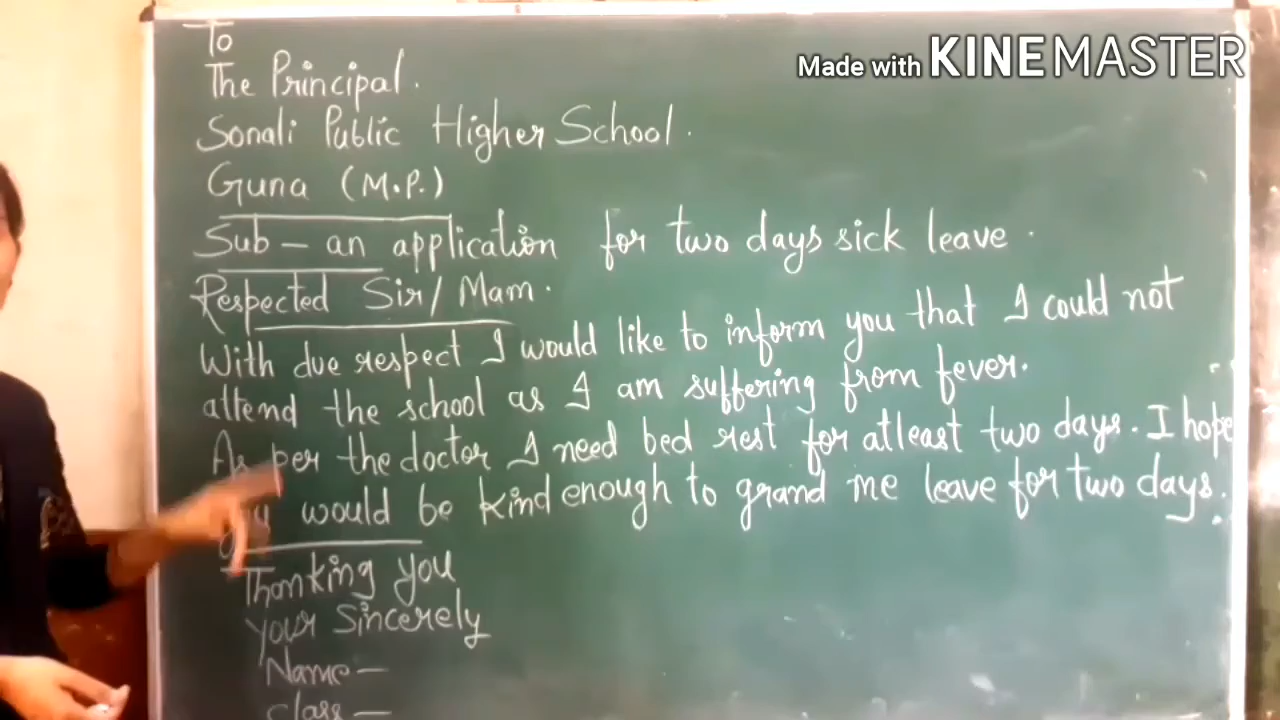 To
Made with KINEMASTER
The Principal.
Sonali Public Higher School.
Guna (M.P.)
Sub - an application for two days sick leave.
Respected Sir/Mam.
With due respect I would like to inform you that I could not
attend the school as I am suffering from fever.
As per the doctor I need bed rest for atleast two days. I hope
would be kind enough to grand me leave for two days.
Thanking you
your Sincerely
Name -
Class -